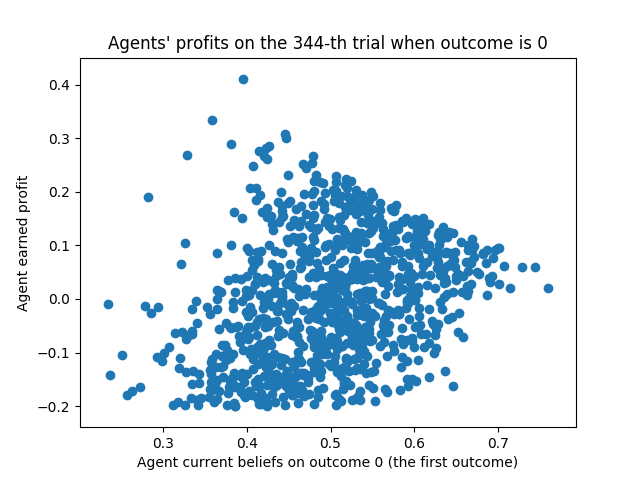 Agents' profits on the 344-th trial when outcome is 0
0.4
0.3
0.2
0.1
0.0
−0.1
−0.2
Agent earned profit
0.3 0.4 0.5 0.6 0.7
Agent current beliefs on outcome 0 (the first outcome)